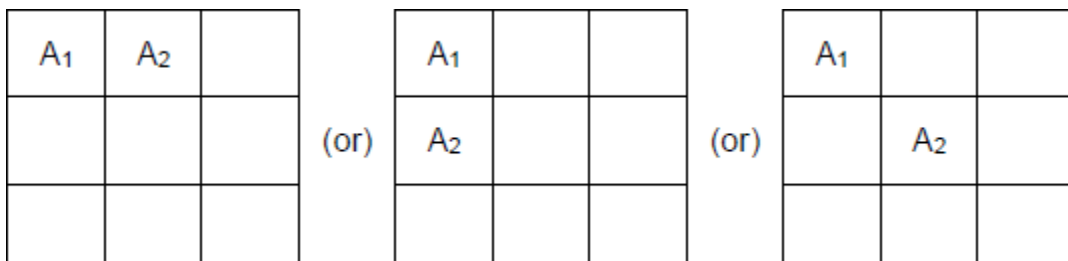 A₁ A₂ A₁ A₁
(or) A₂ (or) A₂